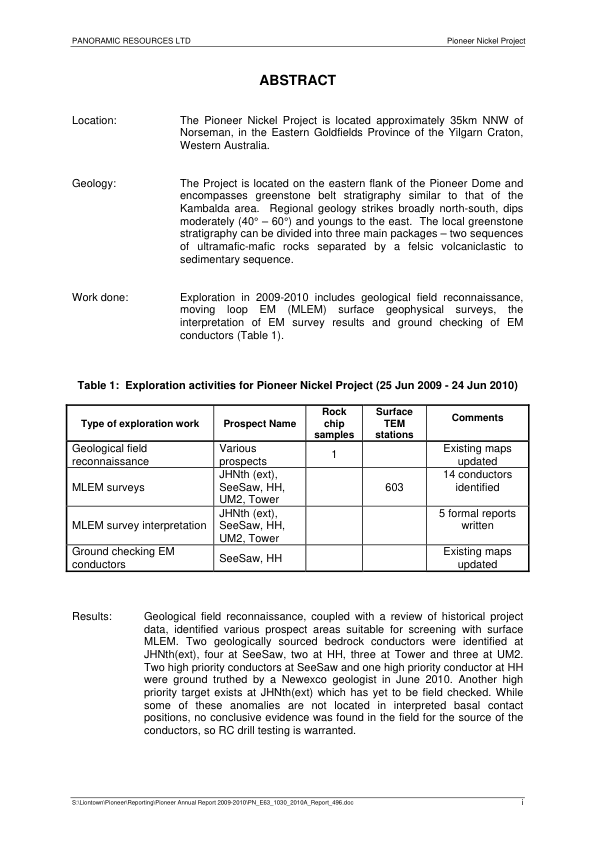 PANORAMIC RESOURCES LTD Pioneer Nickel Project
ABSTRACT
Location: The Pioneer Nickel Project is located approximately 35km NNW of
Norseman, in the Eastern Goldfields Province of the Yilgarn Craton,
Western Australia.
Geology: The Project is located on the eastern flank of the Pioneer Dome and
encompasses greenstone belt stratigraphy similar to that of the
Kambalda area. Regional geology strikes broadly north-south, dips
moderately (40° – 60°) and youngs to the east. The local greenstone
stratigraphy can be divided into three main packages – two sequences
of ultramafic-mafic rocks separated by a felsic volcaniclastic to
sedimentary sequence.
Work done: Exploration in 2009-2010 includes geological field reconnaissance,
moving loop EM (MLEM) surface geophysical surveys, the
interpretation of EM survey results and ground checking of EM
conductors (Table 1).
Table 1: Exploration activities for Pioneer Nickel Project (25 Jun 2009 - 24 Jun 2010)
Type of exploration work Prospect Name Rock chip samples Surface TEM stations Comments
Geological field reconnaissance Various prospects 1 Existing maps updated
MLEM surveys JHNth (ext), SeeSaw, HH, UM2, Tower 603 14 conductors identified
MLEM survey interpretation JHNth (ext), SeeSaw, HH, UM2, Tower 5 formal reports written
Ground checking EM conductors SeeSaw, HH Existing maps updated
Results: Geological field reconnaissance, coupled with a review of historical project
data, identified various prospect areas suitable for screening with surface
MLEM. Two geologically sourced bedrock conductors were identified at
JHNth(ext), four at SeeSaw, two at HH, three at Tower and three at UM2.
Two high priority conductors at SeeSaw and one high priority conductor at HH
were ground truthed by a Newexco geologist in June 2010. Another high
priority target exists at JHNth(ext) which has yet to be field checked. While
some of these anomalies are not located in interpreted basal contact
positions, no conclusive evidence was found in the field for the source of the
conductors, so RC drill testing is warranted.
S:\Liontown\Pioneer\Reporting\Pioneer Annual Report 2009-2010\PN_E63_1030_2010A_Report_496.doc i